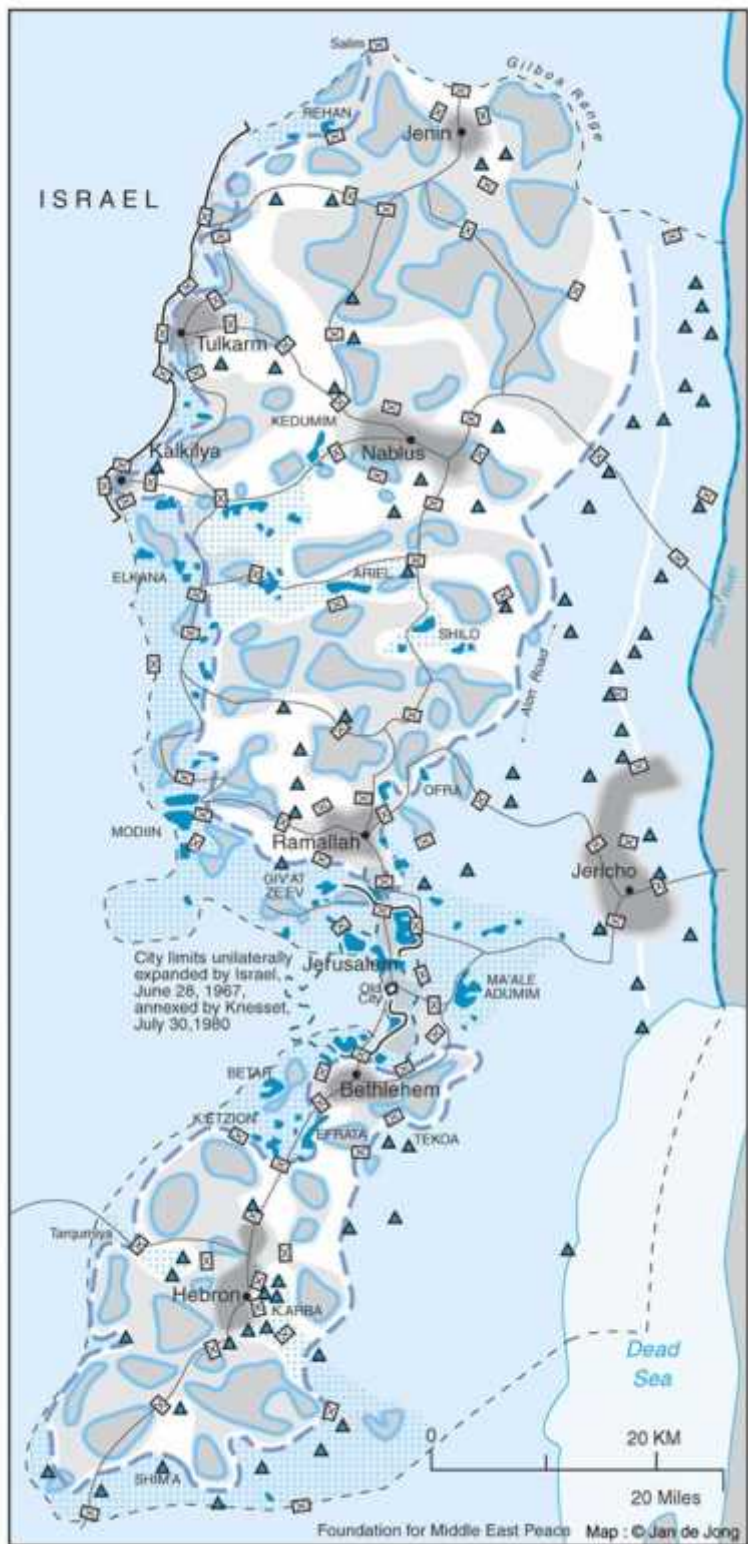 Salim
Gilboa Range
REHAN
Jenin
ISRAEL
Tulkarm
KEDUMIM
Nablus
Kalkilya
ELKANA
ARIEL
SHILO
Jordan River
Alon Road
OFRA
MODIIN
Ramallah
GIV'AT
ZE'EV
Jericho
City limits unilaterally
expanded by Israel,
June 28, 1967,
annexed by Knesset,
July 30,1980
Jerusalem
Old
City
MA'ALE
ADUMIM
BETAR
Bethlehem
K.ETZION
EFRATA
TEKOA
Tarqumiya
Hebron
K.ARBA
Dead
Sea
0
20 KM
SHIM'A
20 Miles
Foundation for Middle East Peace Map : © Jan de Jong